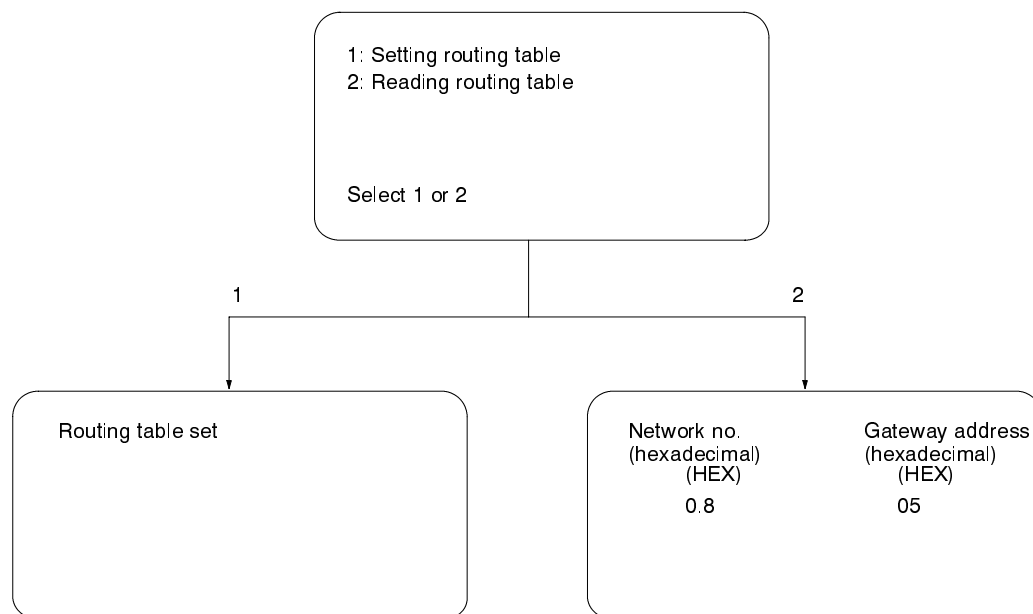 1: Setting routing table
2: Reading routing table
Select 1 or 2
1
2
Routing table set
Network no.
(hexadecimal)
(HEX)
0.8
Gateway address
(hexadecimal)
(HEX)
05